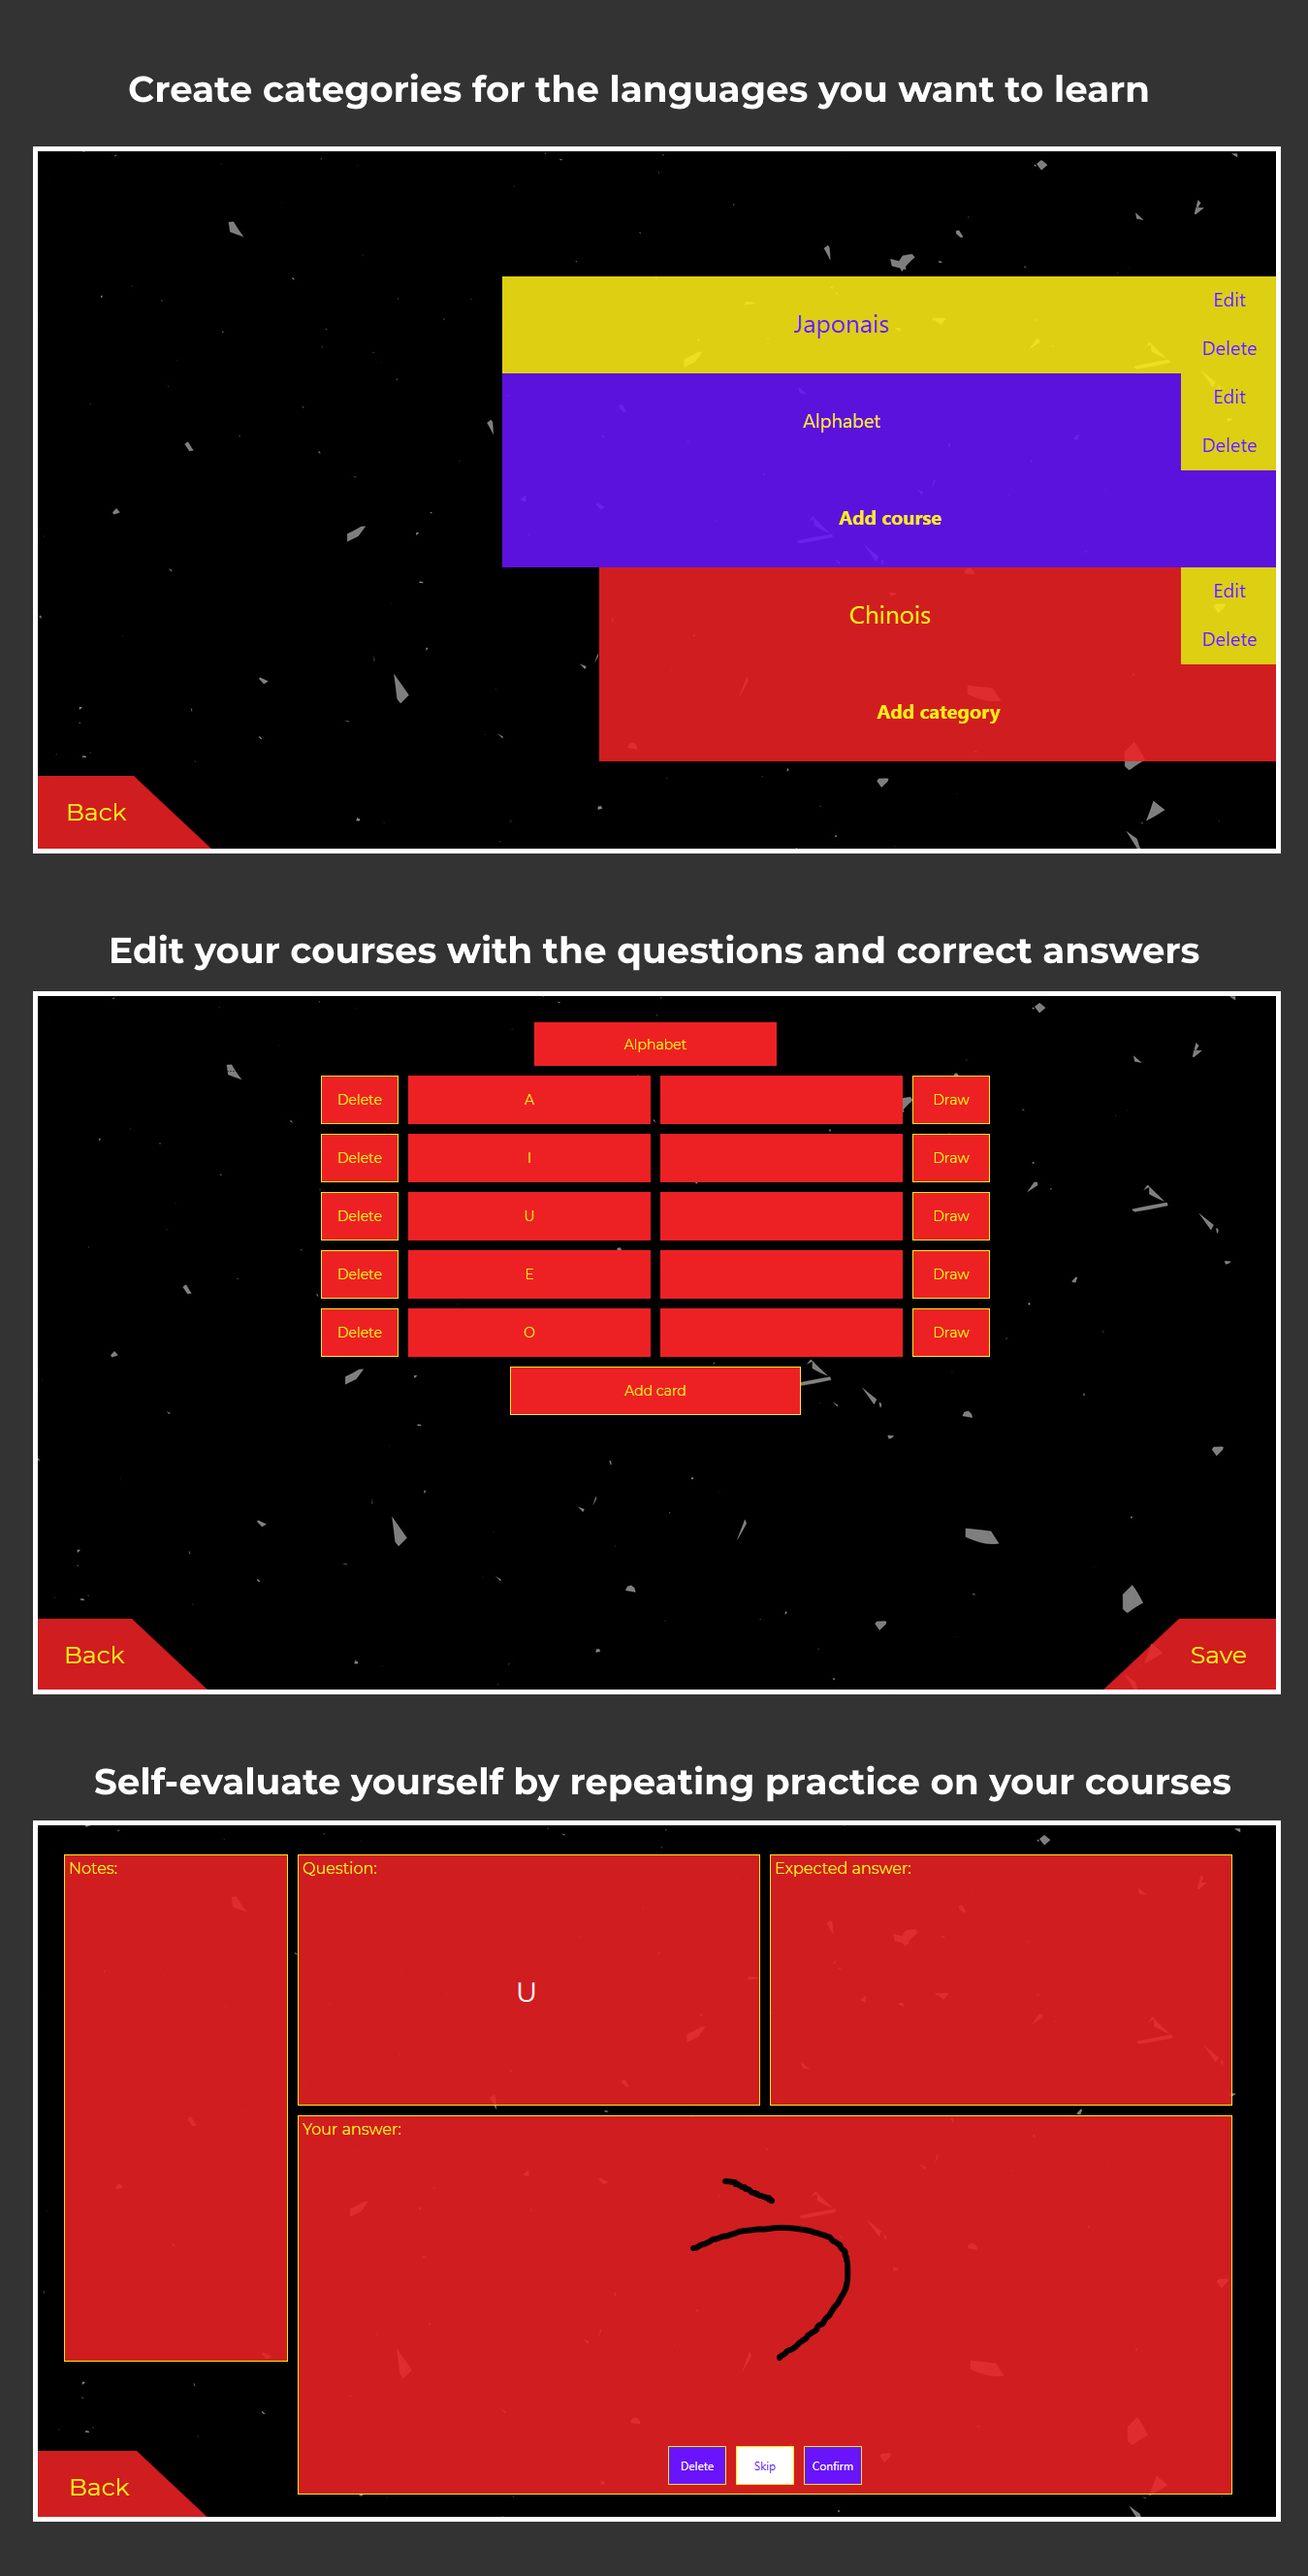 Create categories for the languages you want to learn
Japonais
Edit
Delete
Alphabet
Edit
Delete
Add course
Chinois
Edit
Delete
Add category
Back
Edit your courses with the questions and correct answers
Alphabet
Delete A Draw
Delete I Draw
Delete U Draw
Delete E Draw
Delete O Draw
Add card
Back
Save
Self-evaluate yourself by repeating practice on your courses
Notes:
Question:
Expected answer:
U
Your answer:
う
Delete Skip Confirm
Back